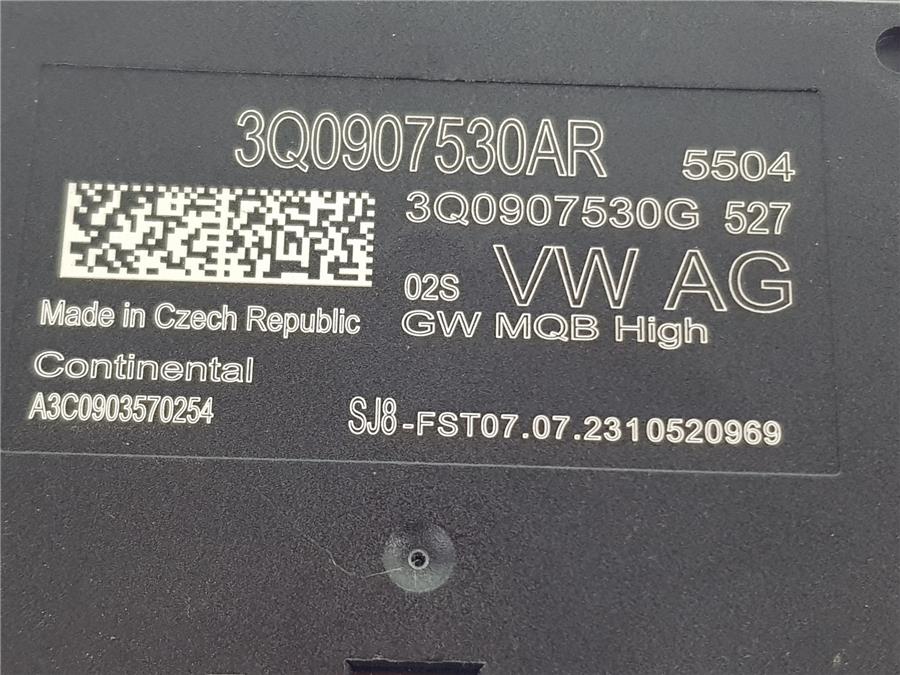 3Q0907530AR 5504
3Q0907530G 527
02S VW AG
Made in Czech Republic
GW MQB High
Continental
A3C0903570254
SJ8-FST07.07.2310520969